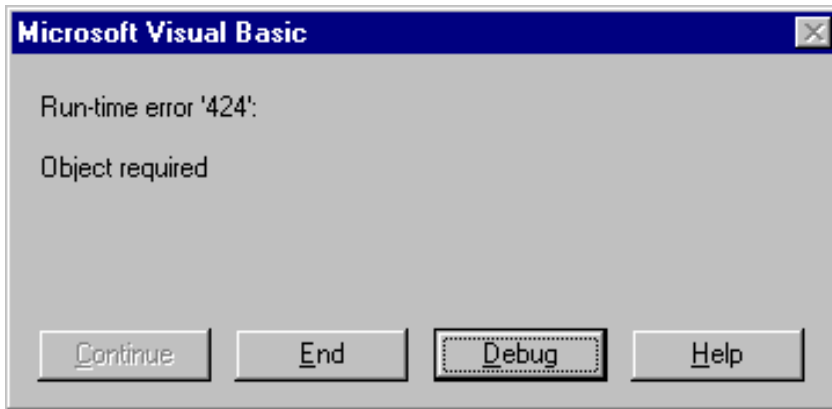 Microsoft Visual Basic
Run-time error '424':
Object required
Continue End Debug Help